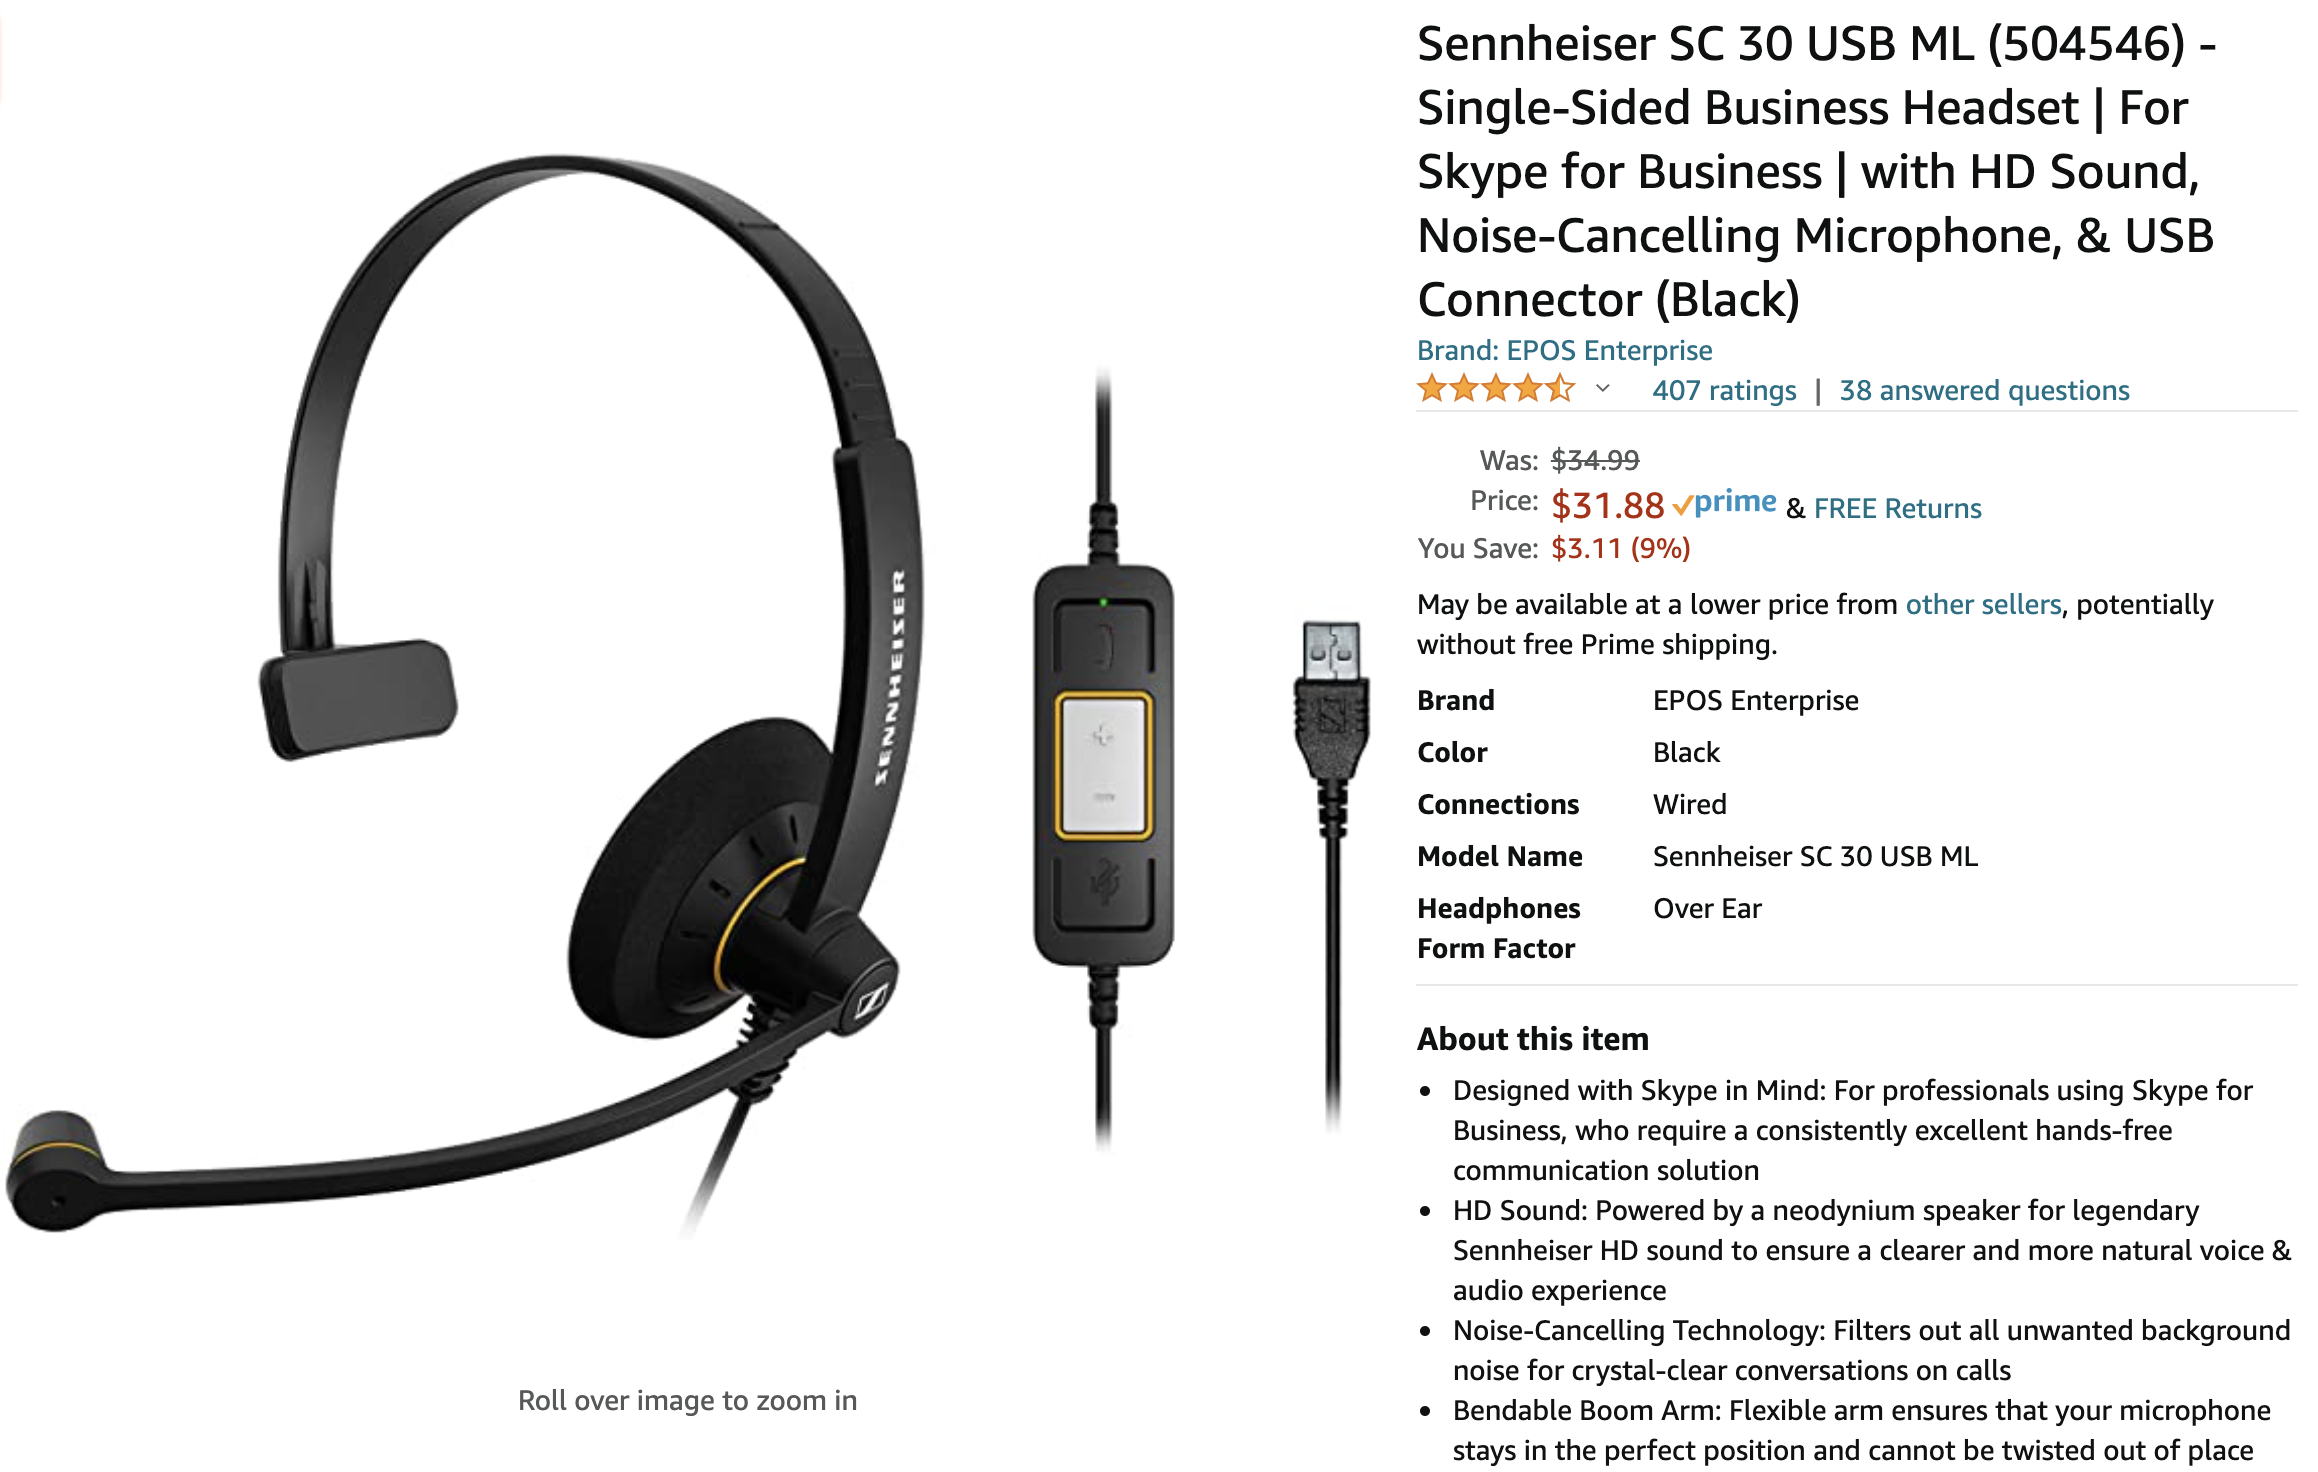 Sennheiser SC 30 USB ML (504546) -
Single-Sided Business Headset | For
Skype for Business | with HD Sound,
Noise-Cancelling Microphone, & USB
Connector (Black)
Brand: EPOS Enterprise
407 ratings | 38 answered questions
Was: $34.99
Price: $31.88 prime & FREE Returns
You Save: $3.11 (9%)
May be available at a lower price from other sellers, potentially
without free Prime shipping.
Brand EPOS Enterprise
Color Black
Connections Wired
Model Name Sennheiser SC 30 USB ML
Headphones Over Ear
Form Factor
About this item
• Designed with Skype in Mind: For professionals using Skype for
Business, who require a consistently excellent hands-free
communication solution
• HD Sound: Powered by a neodynium speaker for legendary
Sennheiser HD sound to ensure a clearer and more natural voice &
audio experience
• Noise-Cancelling Technology: Filters out all unwanted background
noise for crystal-clear conversations on calls
• Bendable Boom Arm: Flexible arm ensures that your microphone
stays in the perfect position and cannot be twisted out of place
SENNHEISER
Roll over image to zoom in